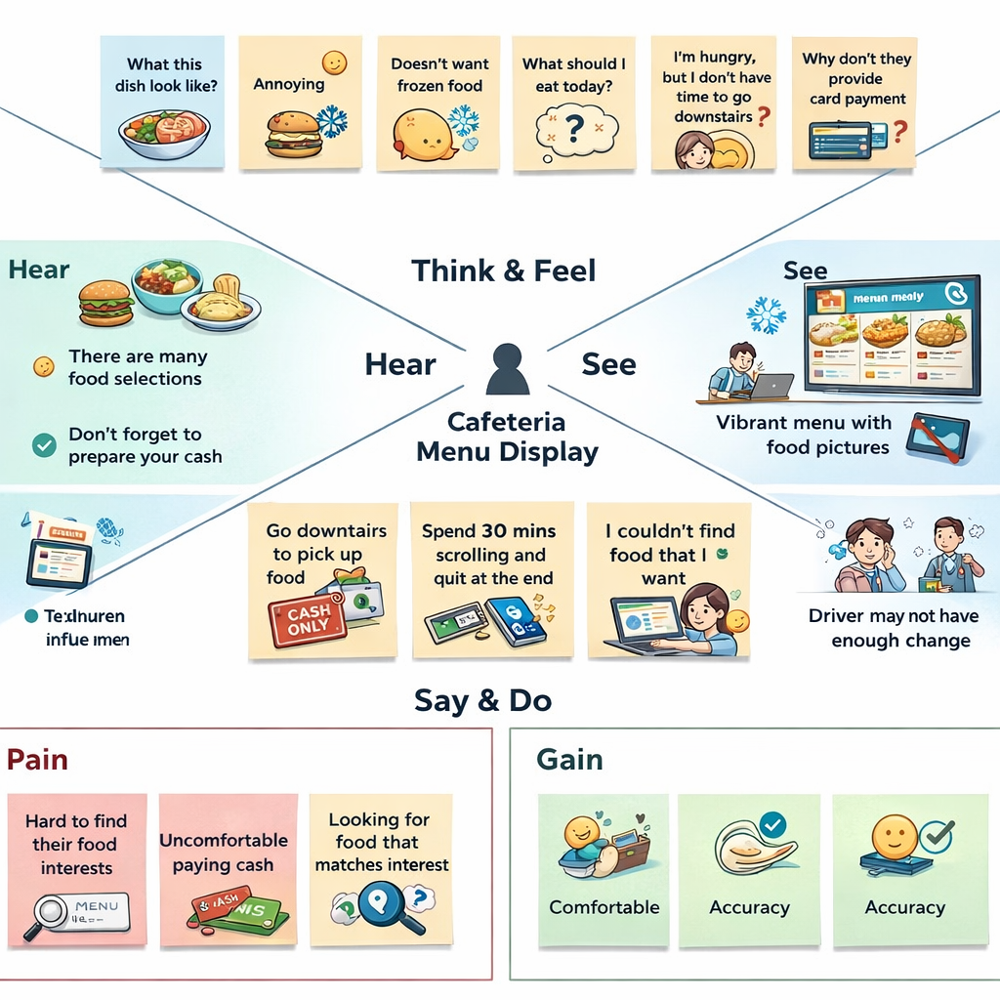 What this
dish look like?
Annoying
Doesn't want
frozen food
What should I
eat today?
?
I'm hungry,
but I don't have
time to go
downstairs ?
Why don't they
provide
card payment
?
Think & Feel
Hear
There are many
food selections
Don't forget to
prepare your cash
See
merun mealy
Vibrant menu with
food pictures
Hear
See
Cafeteria
Menu Display
Go downtairs
to pick up
food
CASH
ONLY
Spend 30 mins
scrolling and
quit at the end
I couldn't find
food that I
want
infl
Driver may not have
enough change
Say & Do
Pain
Hard to find
their food
interests
MENU
Uncomfortable
paying cash
Looking for
food that
matches interest
?
Gain
Comfortable
Accuracy
Accuracy